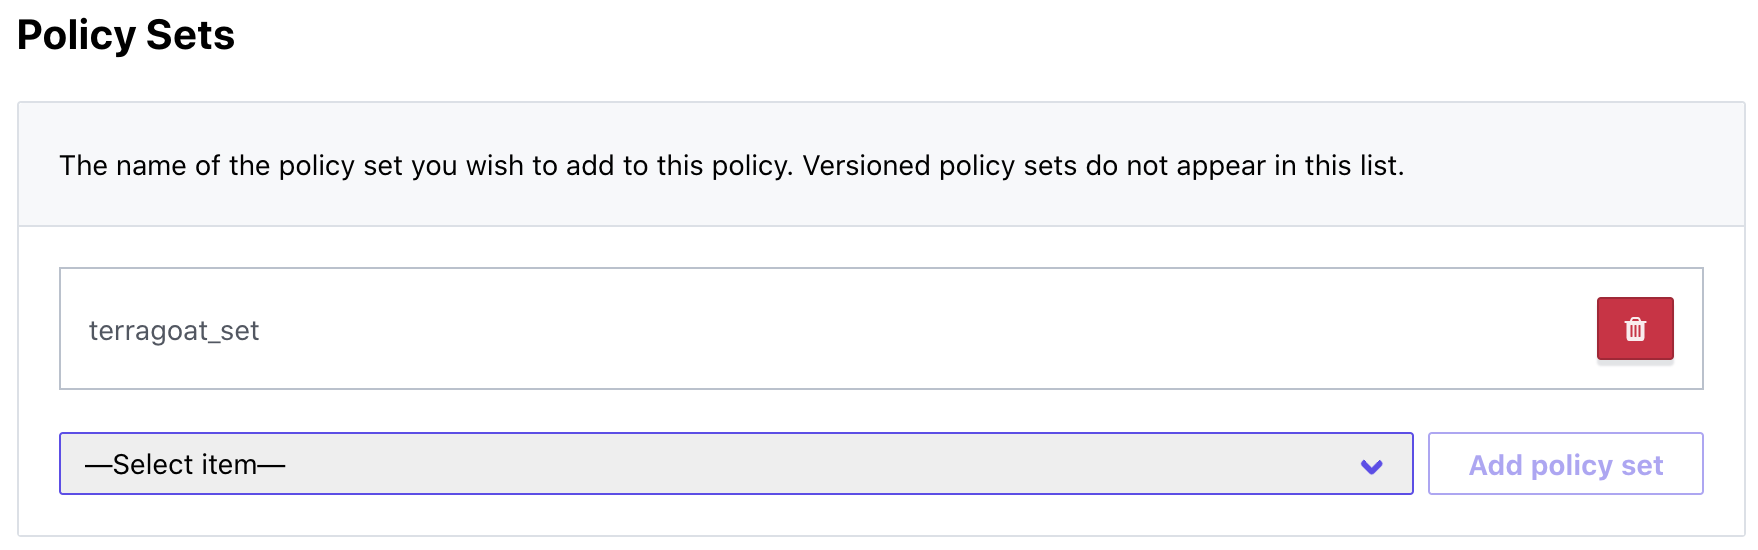 Policy Sets
The name of the policy set you wish to add to this policy. Versioned policy sets do not appear in this list.
terragoat_set
—Select item—
Add policy set